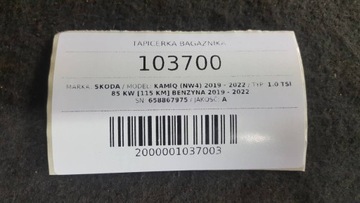 TAPICERKA BAGAŻNIKA
103700
MARKA: SKODA / MODEL: KAMIQ (NW4) 2019 - 2022 / TYP: 1.0 TSI
85 KW [115 KM] BENZYNA 2019 - 2022
SN: 658867975 / JAKOŚĆ: A
2000001037003